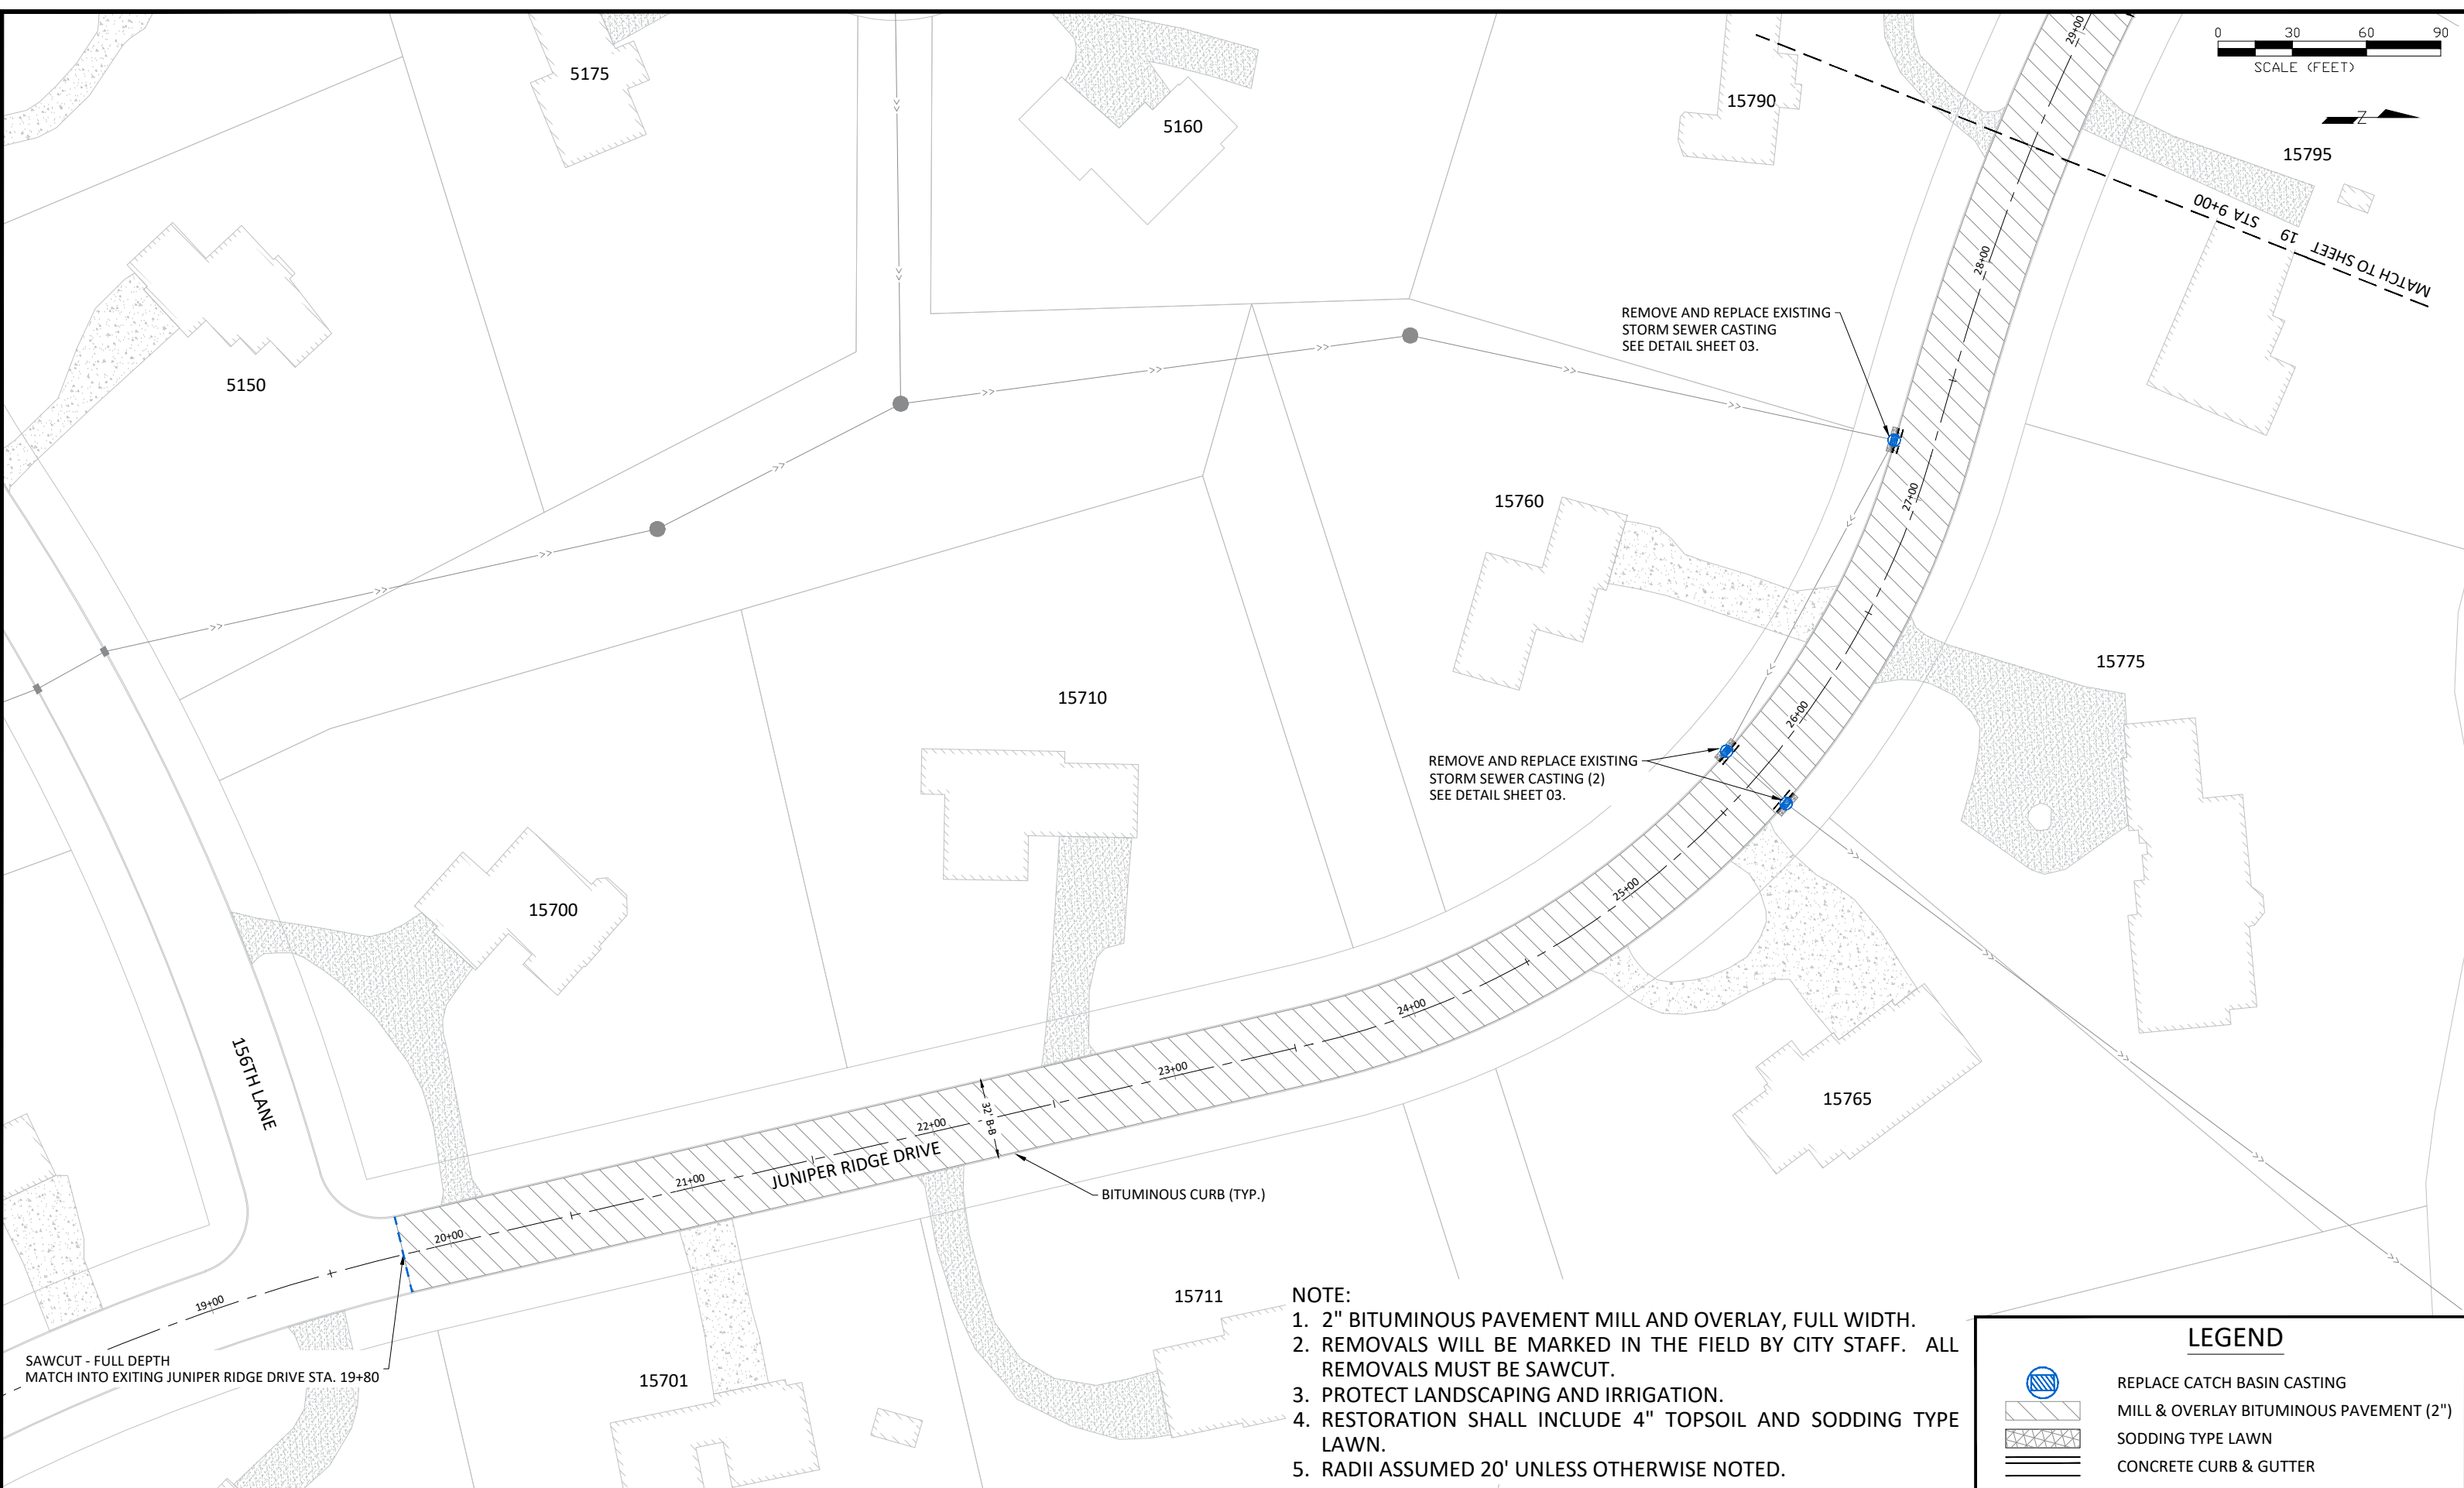 0 30 60 90
SCALE (FEET)
Z
29+00
5175
5160
15790
15795
STA 9+00
MATCH TO SHEET 19
28+00
REMOVE AND REPLACE EXISTING
STORM SEWER CASTING
SEE DETAIL SHEET 03.
5150
15760
27+00
15775
15710
26+00
REMOVE AND REPLACE EXISTING
STORM SEWER CASTING (2)
SEE DETAIL SHEET 03.
25+00
15700
24+00
156TH LANE
23+00
15765
32' B-B
22+00
JUNIPER RIDGE DRIVE
21+00
BITUMINOUS CURB (TYP.)
20+00
19+00
15711
SAWCUT - FULL DEPTH
MATCH INTO EXITING JUNIPER RIDGE DRIVE STA. 19+80
15701
NOTE:
1. 2" BITUMINOUS PAVEMENT MILL AND OVERLAY, FULL WIDTH.
2. REMOVALS WILL BE MARKED IN THE FIELD BY CITY STAFF. ALL
REMOVALS MUST BE SAWCUT.
3. PROTECT LANDSCAPING AND IRRIGATION.
4. RESTORATION SHALL INCLUDE 4" TOPSOIL AND SODDING TYPE
LAWN.
5. RADII ASSUMED 20' UNLESS OTHERWISE NOTED.
LEGEND
REPLACE CATCH BASIN CASTING
MILL & OVERLAY BITUMINOUS PAVEMENT (2")
SODDING TYPE LAWN
CONCRETE CURB & GUTTER